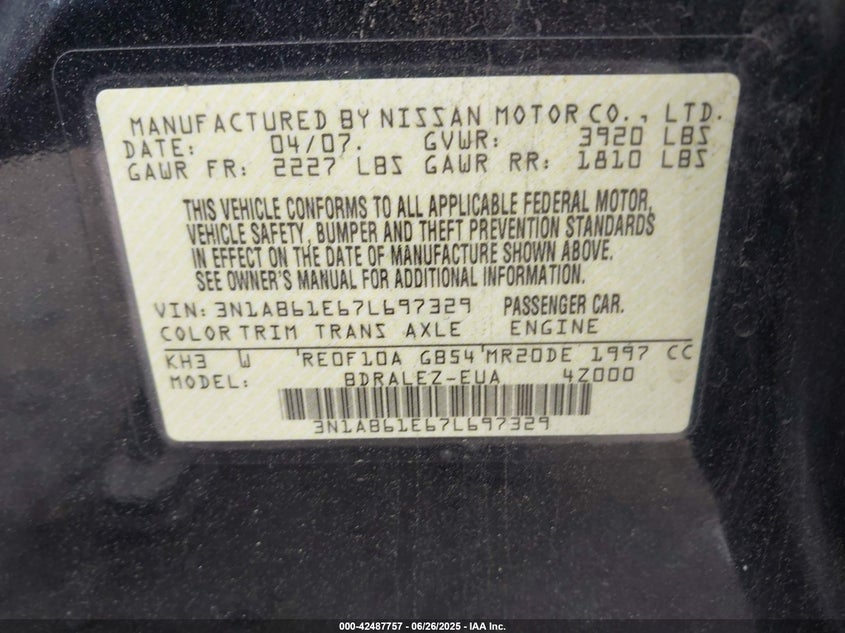 MANUFACTURED BY NISSAN MOTOR CO., LTD.
DATE: 04/07. GVWR: 3920 LBS
GAWR FR: 2227 LBS GAWR RR: 1810 LBS
THIS VEHICLE CONFORMS TO ALL APPLICABLE FEDERAL MOTOR,
VEHICLE SAFETY, BUMPER AND THEFT PREVENTION STANDARDS
IN EFFECT ON THE DATE OF MANUFACTURE SHOWN ABOVE.
SEE OWNER'S MANUAL FOR ADDITIONAL INFORMATION.
VIN: 3N1AB61E67L697329 PASSENGER CAR.
COLOR TRIM TRANS AXLE ENGINE
KH3 W RE0F10A GB54 MR20DE 1997 CC
MODEL: BDRALEZ-EUA 4Z000
3N1AB61E67L697329
000-42487757 - 06/26/2025 - IAA Inc.